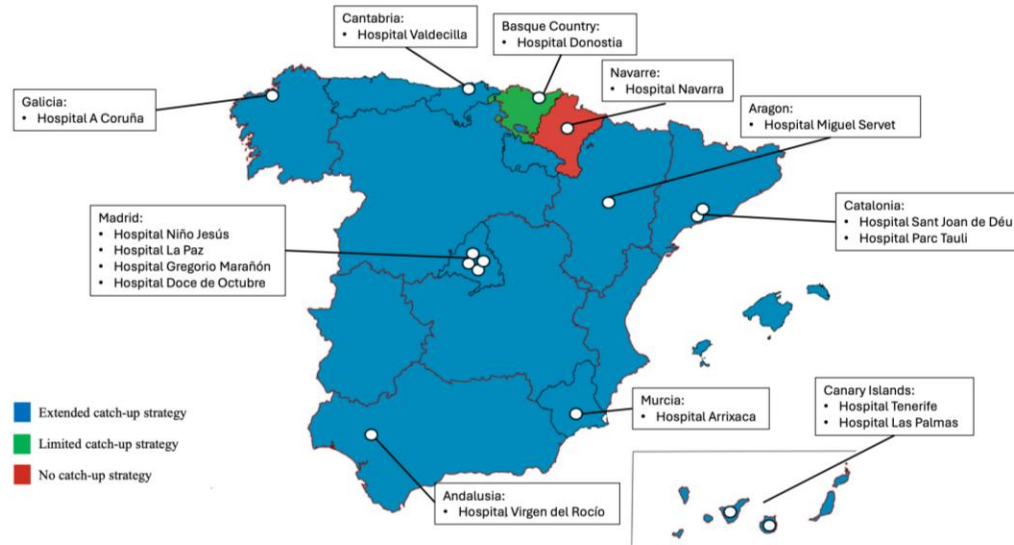 Cantabria:
• Hospital Valdecilla
Basque Country:
• Hospital Donostia
Navarre:
• Hospital Navarra
Galicia:
• Hospital A Coruña
Aragon:
• Hospital Miguel Servet
Madrid:
• Hospital Niño Jesús
• Hospital La Paz
• Hospital Gregorio Marañón
• Hospital Doce de Octubre
Catalonia:
• Hospital Sant Joan de Déu
• Hospital Parc Tauli
Extended catch-up strategy
Limited catch-up strategy
No catch-up strategy
Murcia:
• Hospital Arrixaca
Canary Islands:
• Hospital Tenerife
• Hospital Las Palmas
Andalusia:
• Hospital Virgen del Rocío